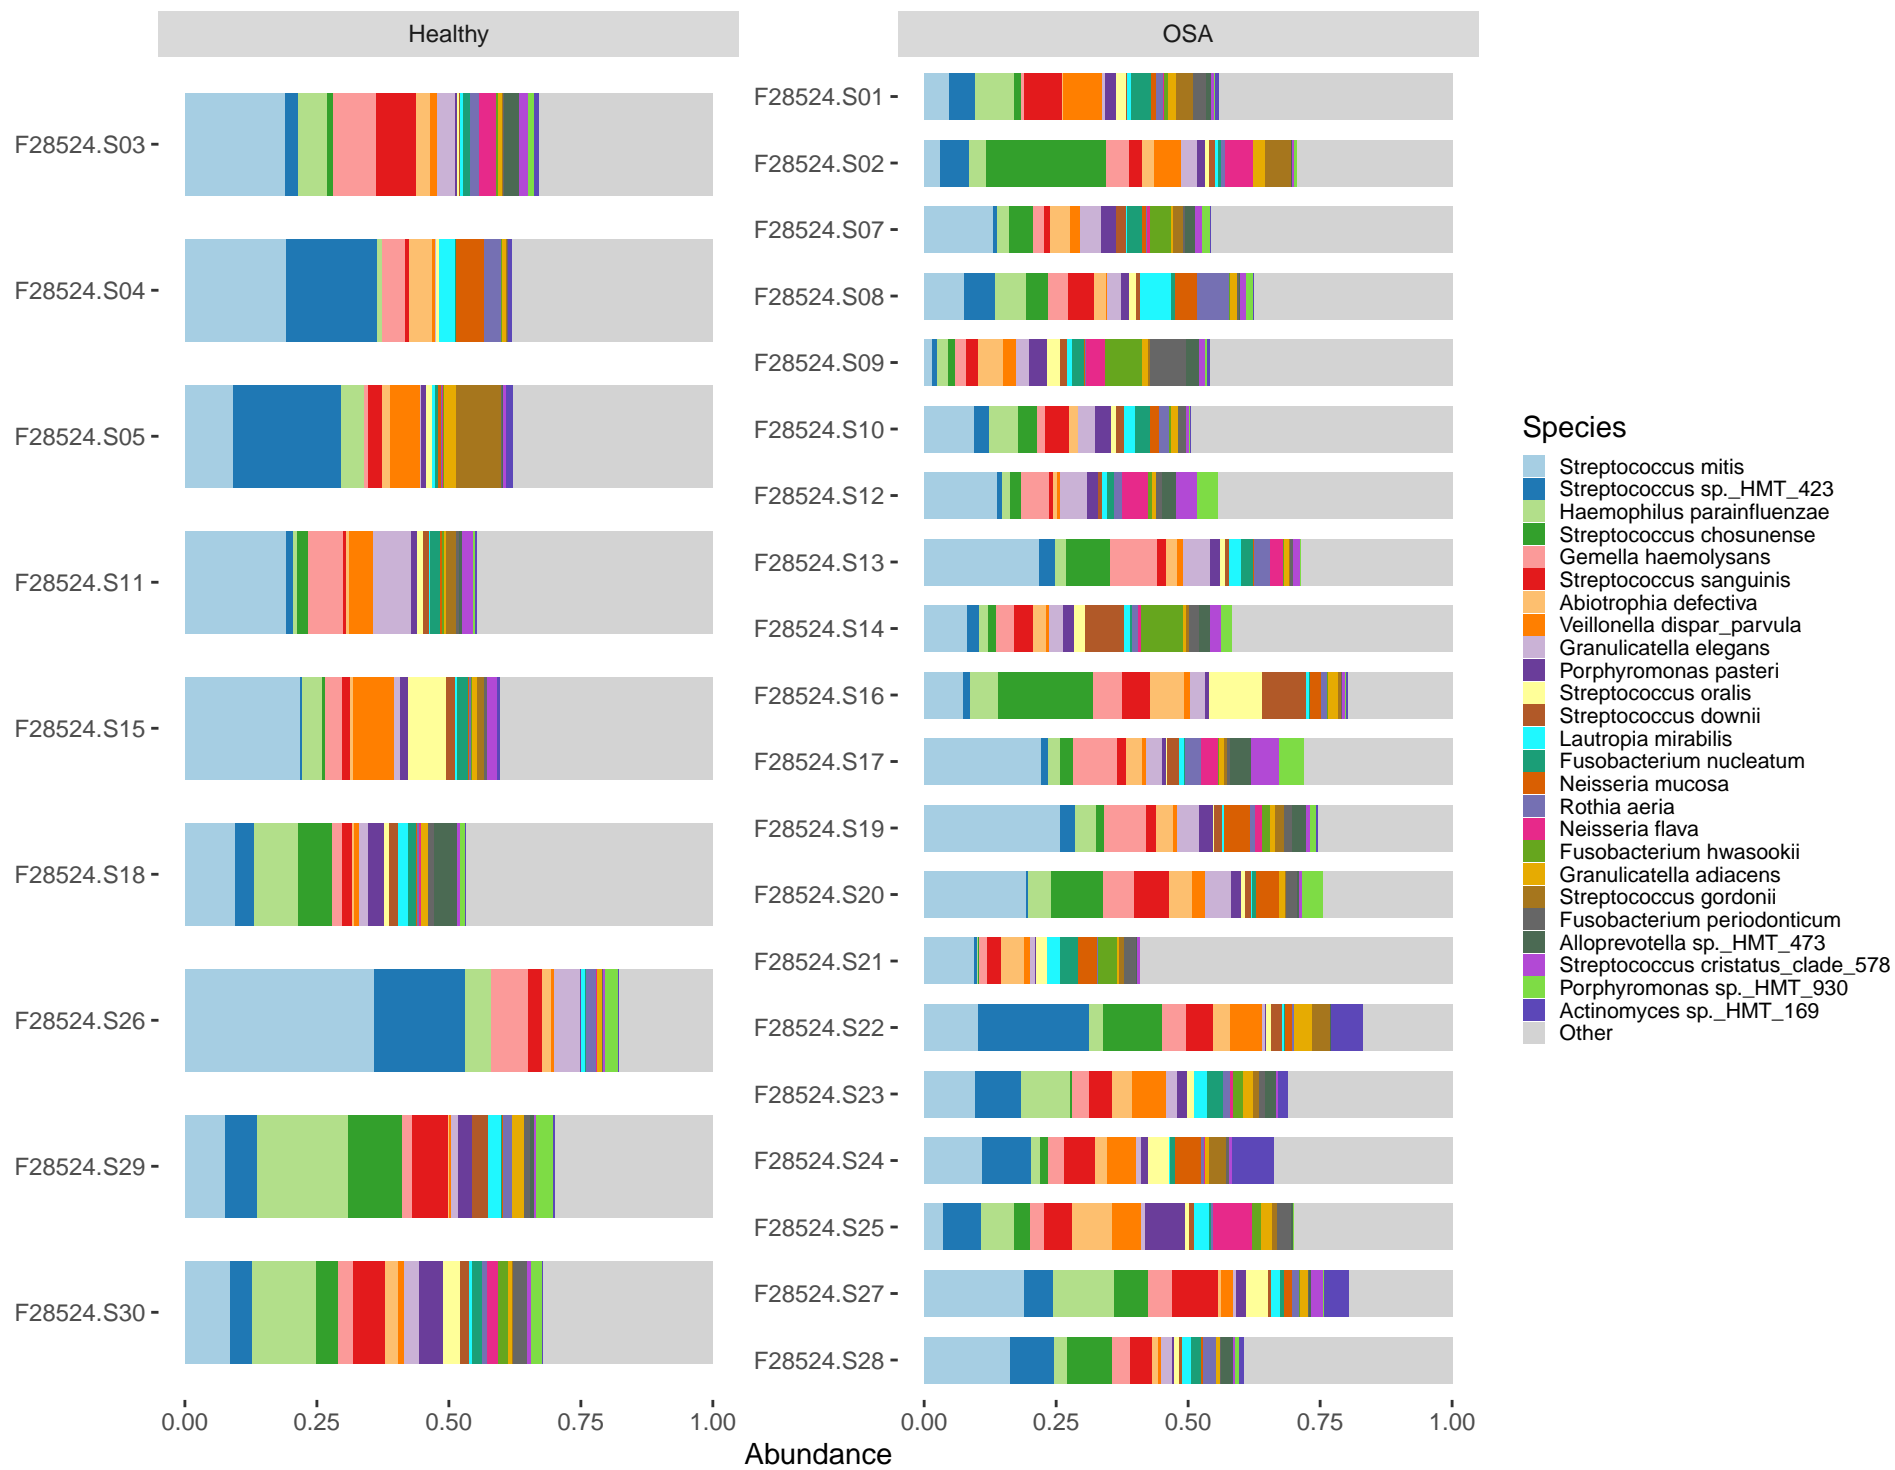 Healthy
OSA
F28524.S03
F28524.S04
F28524.S05
F28524.S11
F28524.S15
F28524.S18
F28524.S26
F28524.S29
F28524.S30
0.00 0.25 0.50 0.75 1.00
F28524.S01
F28524.S02
F28524.S07
F28524.S08
F28524.S09
F28524.S10
F28524.S12
F28524.S13
F28524.S14
F28524.S16
F28524.S17
F28524.S19
F28524.S20
F28524.S21
F28524.S22
F28524.S23
F28524.S24
F28524.S25
F28524.S27
F28524.S28
0.00 0.25 0.50 0.75 1.00
Abundance
Species
Streptococcus mitis
Streptococcus sp._HMT_423
Haemophilus parainfluenzae
Streptococcus chosunense
Gemella haemolysans
Streptococcus sanguinis
Abiotrophia defectiva
Veillonella dispar_parvula
Granulicatella elegans
Porphyromonas pasteri
Streptococcus oralis
Streptococcus downii
Lautropia mirabilis
Fusobacterium nucleatum
Neisseria mucosa
Rothia aeria
Neisseria flava
Fusobacterium hwasookii
Granulicatella adiacens
Streptococcus gordonii
Fusobacterium periodonticum
Alloprevotella sp._HMT_473
Streptococcus cristatus_clade_578
Porphyromonas sp._HMT_930
Actinomyces sp._HMT_169
Other